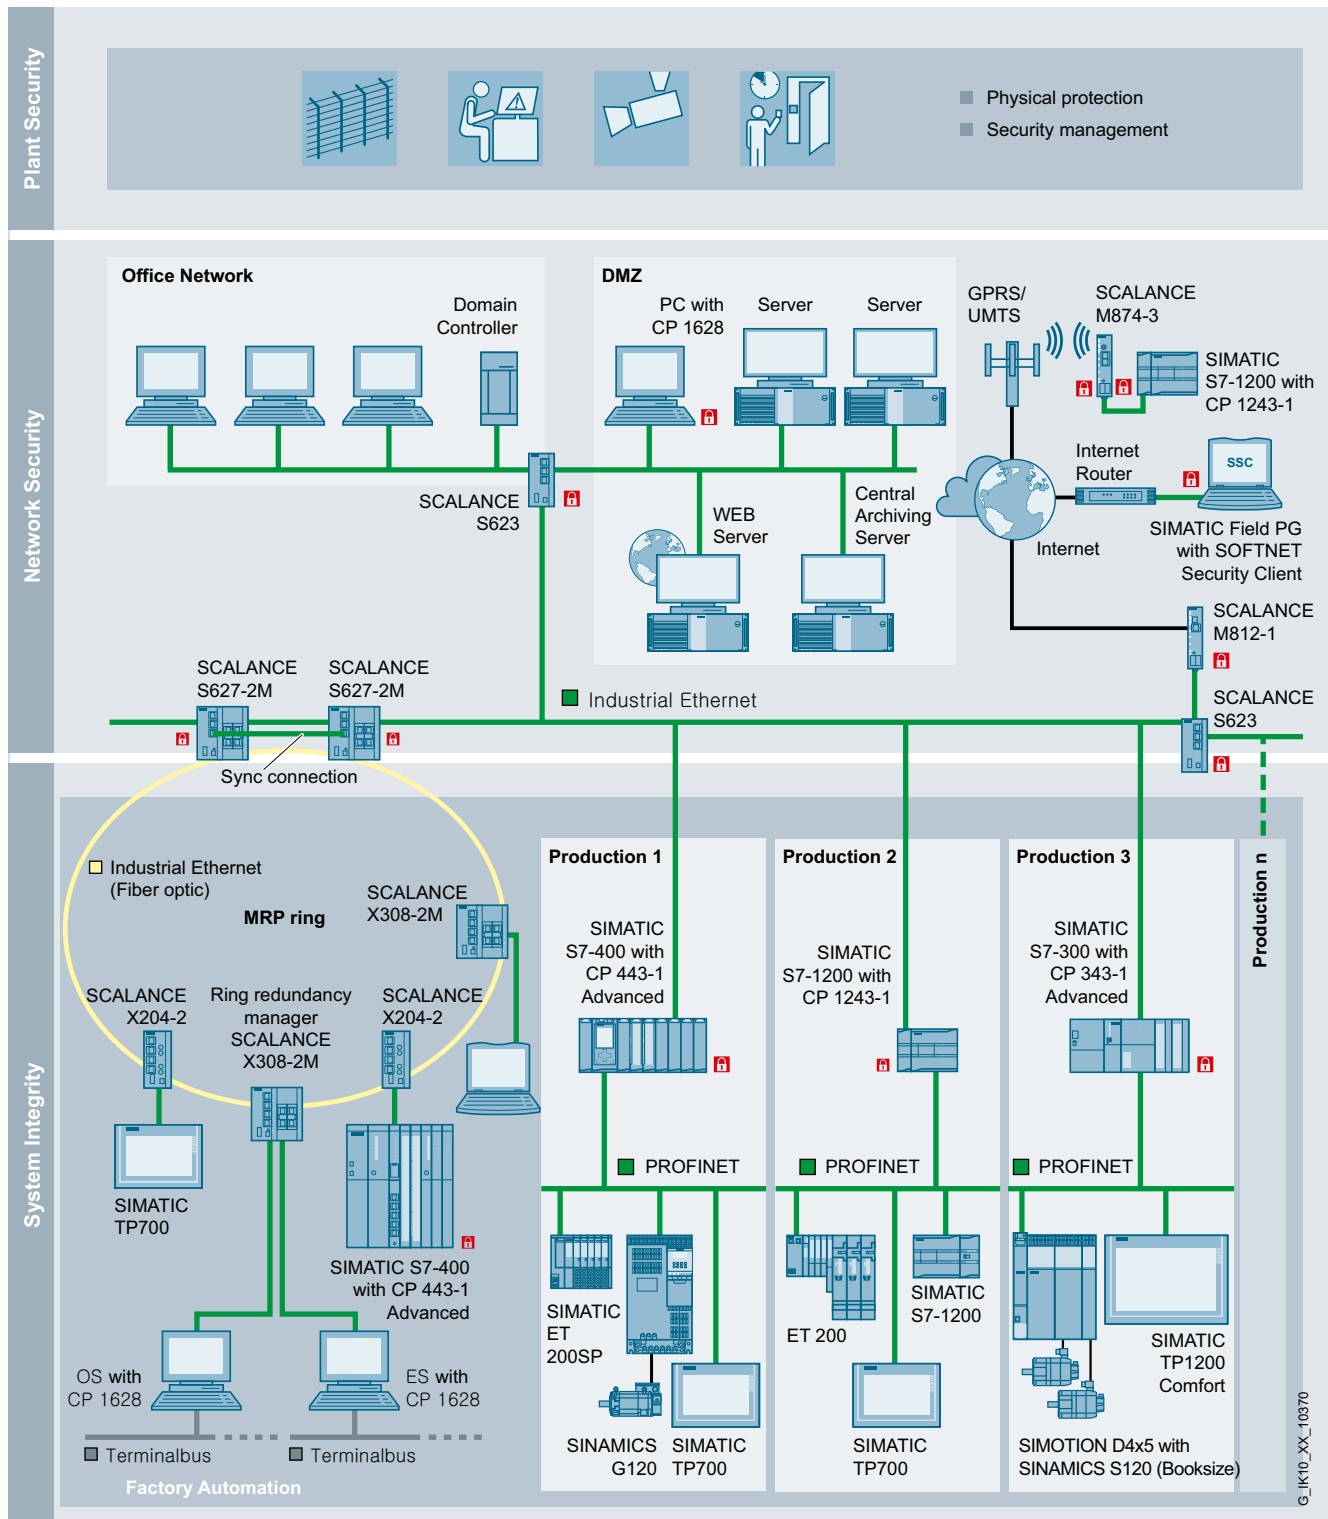 Plant Security
Physical protection
Security management
Network Security
Office Network
Domain
Controller
DMZ
PC with
CP 1628
Server
Server
GPRS/
UMTS
SCALANCE
M874-3
SIMATIC
S7-1200 with
CP 1243-1
SCALANCE
S623
WEB
Server
Central
Archiving
Server
Internet
Internet
Router
SSC
SIMATIC Field PG
with SOFTNET
Security Client
SCALANCE
M812-1
SCALANCE
S627-2M
SCALANCE
S627-2M
Industrial Ethernet
SCALANCE
S623
Sync connection
System Integrity
Industrial Ethernet
(Fiber optic)
MRP ring
SCALANCE
X308-2M
SCALANCE
X204-2
Ring redundancy
manager
SCALANCE
X308-2M
SCALANCE
X204-2
SIMATIC
TP700
SIMATIC S7-400
with CP 443-1
Advanced
OS with
CP 1628
ES with
CP 1628
Terminalbus
Terminalbus
Factory Automation
Production 1
SIMATIC
S7-400 with
CP 443-1
Advanced
PROFINET
SIMATIC
ET
200SP
SINAMICS
G120
SIMATIC
TP700
Production 2
SIMATIC
S7-1200 with
CP 1243-1
PROFINET
ET 200
SIMATIC
S7-1200
SIMATIC
TP700
Production 3
SIMATIC
S7-300 with
CP 343-1
Advanced
PROFINET
SIMATIC
TP1200
Comfort
SIMOTION D4x5 with
SINAMICS S120 (Booksize)
Production n
G_IK10_XX_10370